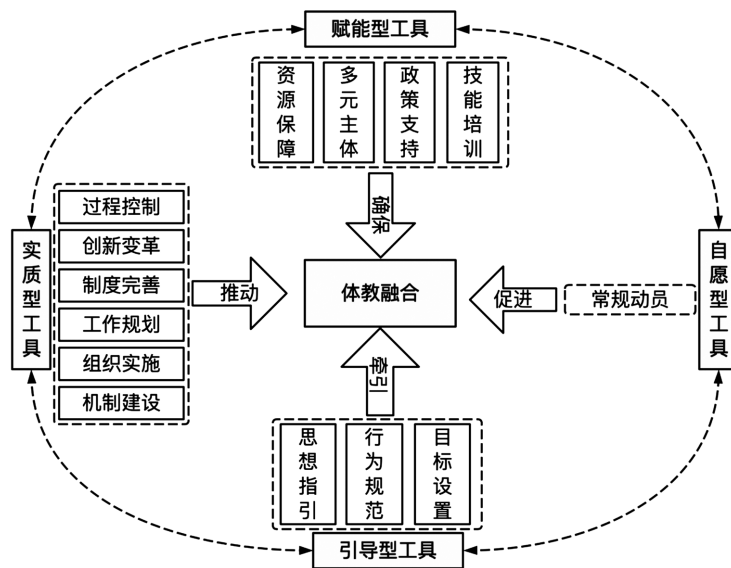 赋能型工具
资源保障
多元主体
政策支持
技能培训
确保
实质型工具
过程控制
创新变革
制度完善
工作规划
组织实施
机制建设
推动
体教融合
促进
常规动员
自愿型工具
牵引
思想指引
行为规范
目标设置
引导型工具